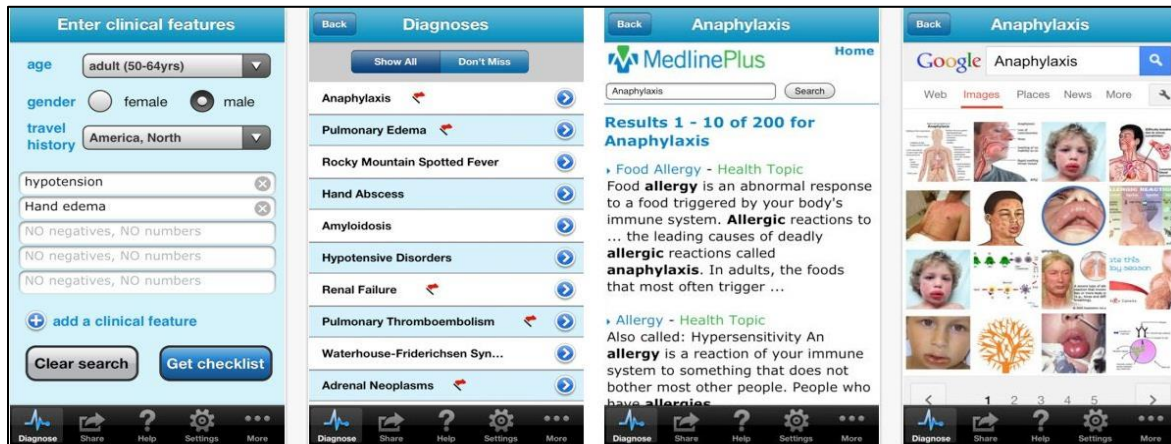 Enter clinical features
age
adult (50-64yrs)
gender
female
male
travel
history
America, North
hypotension
Hand edema
NO negatives, NO numbers
NO negatives, NO numbers
NO negatives, NO numbers
add a clinical feature
Clear search
Get checklist
Diagnose
Share
Help
Settings
More
Back
Diagnoses
Show All
Don't Miss
Anaphylaxis
Pulmonary Edema
Rocky Mountain Spotted Fever
Hand Abscess
Amyloidosis
Hypotensive Disorders
Renal Failure
Pulmonary Thromboembolism
Waterhouse-Friderichsen Syn...
Adrenal Neoplasms
Diagnose
Share
Help
Settings
More
Back
Anaphylaxis
MedlinePlus
Home
Anaphylaxis
Search
Results 1 - 10 of 200 for
Anaphylaxis
Food Allergy - Health Topic
Food allergy is an abnormal response
to a food triggered by your body's
immune system. Allergic reactions to
... the leading causes of deadly
allergic reactions called
anaphylaxis. In adults, the foods
that most often trigger ...
Allergy - Health Topic
Also called: Hypersensitivity An
allergy is a reaction of your immune
system to something that does not
bother most other people. People who
have allergies
Diagnose
Share
Help
Settings
More
Back
Anaphylaxis
Google
Anaphylaxis
Web
Images
Places
News
More
1 2 3 4 5
Diagnose
Share
Help
Settings
More